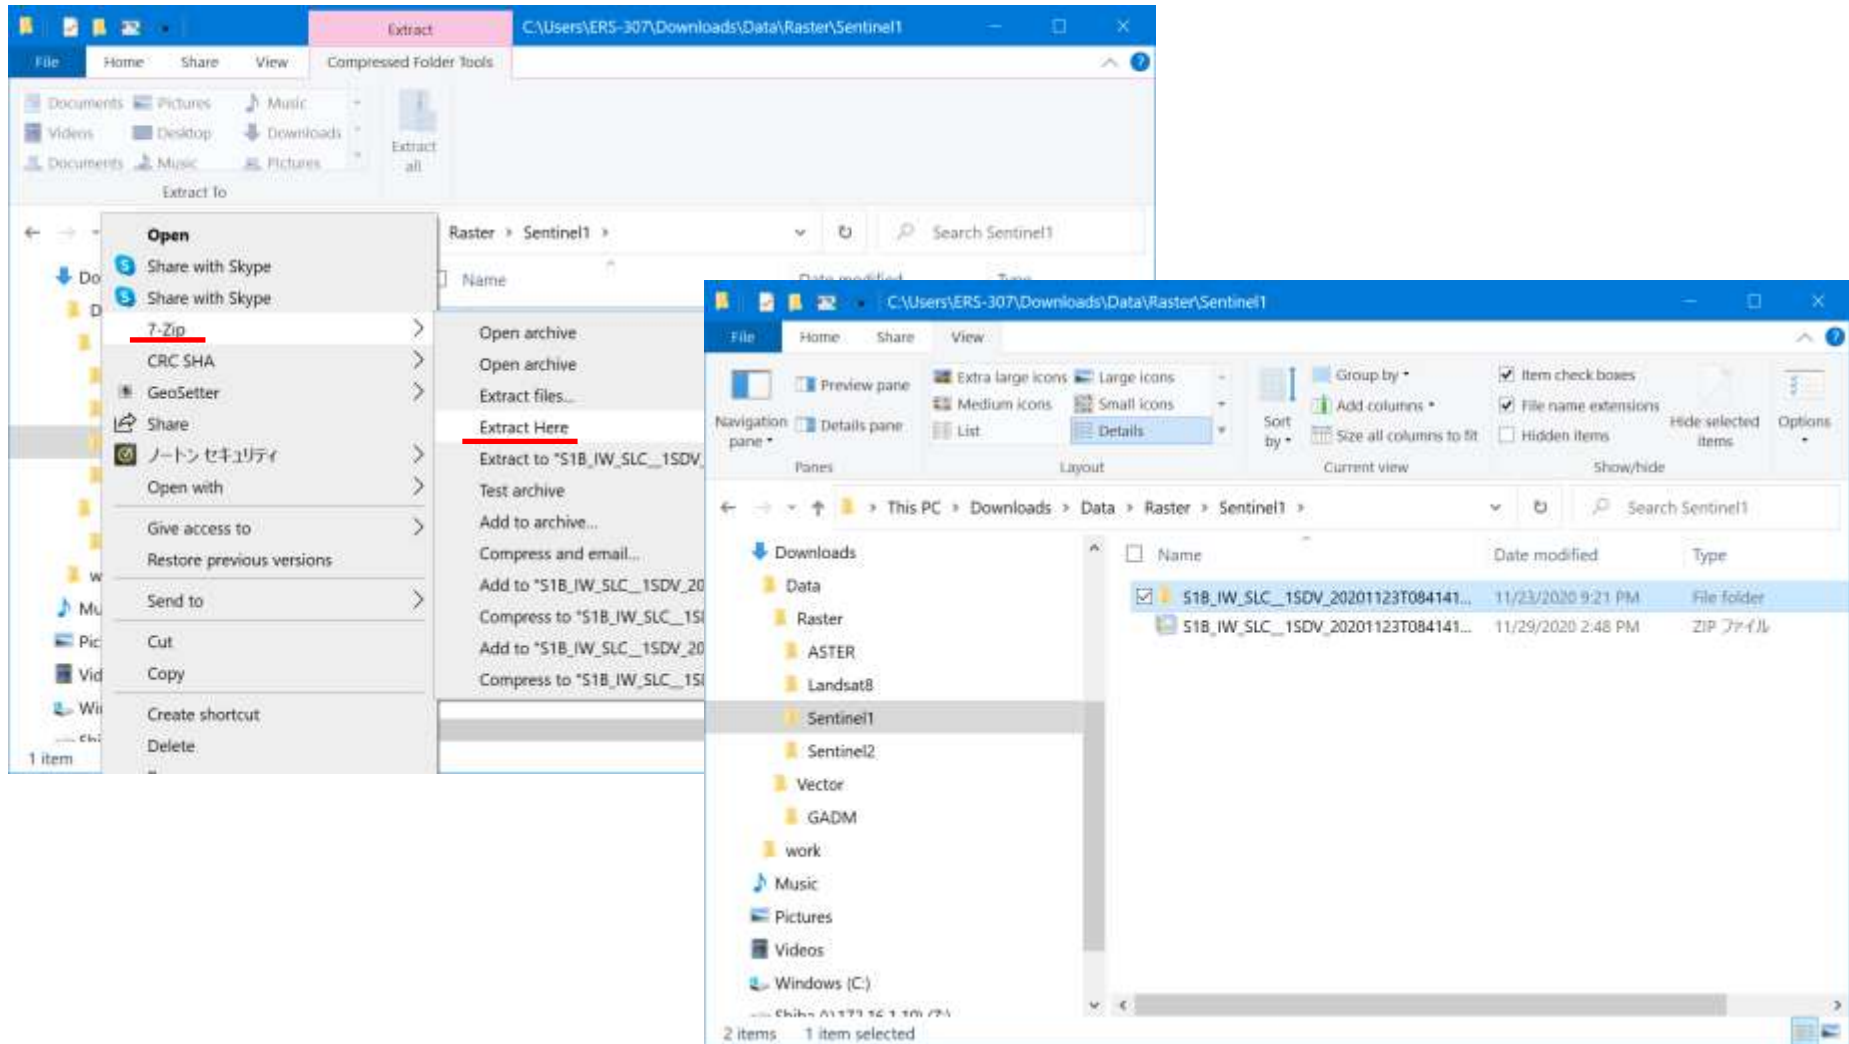 Extract
C:\Users\ERS-307\Downloads\Data\Raster\Sentinel1
File
Home
Share
View
Compressed Folder Tools
Documents
Pictures
Music
Videos
Desktop
Downloads
Documents
Music
Pictures
Extract all
Extract To
Raster > Sentinel1 >
Search Sentinel1
Name
Date modified
Type
Do
D
w
Mu
Pic
Vid
1 item
Open
Share with Skype
Share with Skype
7-Zip
CRC SHA
GeoSetter
Share
ノートン セキュリティ
Open with
Give access to
Restore previous versions
Send to
Cut
Copy
Create shortcut
Delete
Open archive
Open archive
Extract files...
Extract Here
Extract to "S1B_IW_SLC__1SDV_
Test archive
Add to archive...
Compress and email...
Add to "S1B_IW_SLC__1SDV_20
Compress to "S1B_IW_SLC__1S
Add to "S1B_IW_SLC__1SDV_20
Compress to "S1B_IW_SLC__1S
C:\Users\ERS-307\Downloads\Data\Raster\Sentinel1
File
Home
Share
View
Navigation pane
Preview pane
Details pane
Panes
Extra large icons
Large icons
Medium icons
Small icons
List
Details
Layout
Sort by
Group by
Add columns
Size all columns to fit
Current view
Item check boxes
File name extensions
Hidden items
Hide selected items
Show/hide
Options
> This PC > Downloads > Data > Raster > Sentinel1 >
Search Sentinel1
Downloads
Data
Raster
ASTER
Landsat8
Sentinel1
Sentinel2
Vector
GADM
work
Music
Pictures
Videos
Windows (C:)
Name
Date modified
Type
S1B_IW_SLC__1SDV_20201123T084141... 11/23/2020 9:21 PM File folder
S1B_IW_SLC__1SDV_20201123T084141... 11/29/2020 2:48 PM ZIP ファイル
2 items
1 item selected